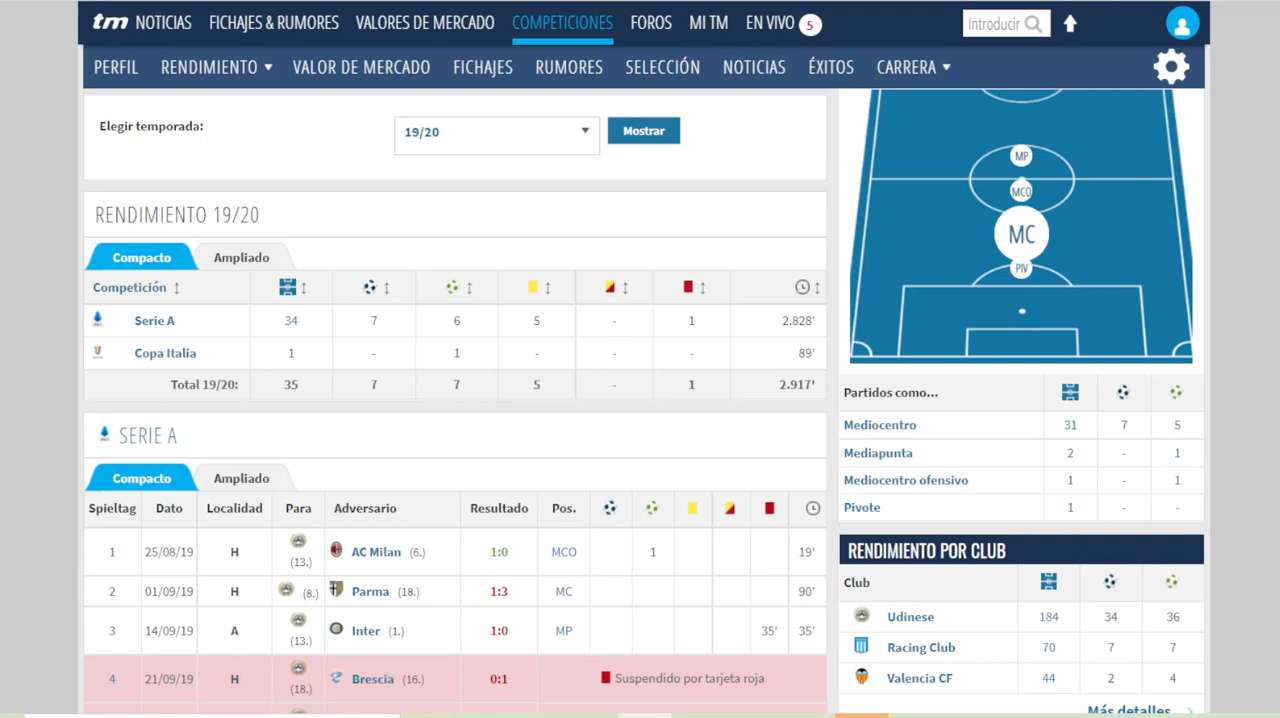 tm NOTICIAS FICHAJES & RUMORES VALORES DE MERCADO COMPETICIONES FOROS MI TM EN VIVO 5 Introducir
PERFIL RENDIMIENTO VALOR DE MERCADO FICHAJES RUMORES SELECCIÓN NOTICIAS ÉXITOS CARRERA
Elegir temporada: 19/20 Mostrar
RENDIMIENTO 19/20
Compacto Ampliado
Competición
Serie A 34 7 6 5 - 1 2.828'
Copa Italia 1 - 1 - - - 89'
Total 19/20: 35 7 7 5 - 1 2.917'
SERIE A
Compacto Ampliado
Spieltag Dato Localidad Para Adversario Resultado Pos.
1 25/08/19 H (13.) AC Milan (6.) 1:0 MCO 1 19'
2 01/09/19 H (8.) Parma (18.) 1:3 MC 90'
3 14/09/19 A (13.) Inter (1.) 1:0 MP 35' 35'
4 21/09/19 H (18.) Brescia (16.) 0:1 Suspendido por tarjeta roja
MP
MCO
MC
PIV
Partidos como...
Mediocentro 31 7 5
Mediapunta 2 - 1
Mediocentro ofensivo 1 - 1
Pivote 1 - -
RENDIMIENTO POR CLUB
Club
Udinese 184 34 36
Racing Club 70 7 7
Valencia CF 44 2 4
Más detalles